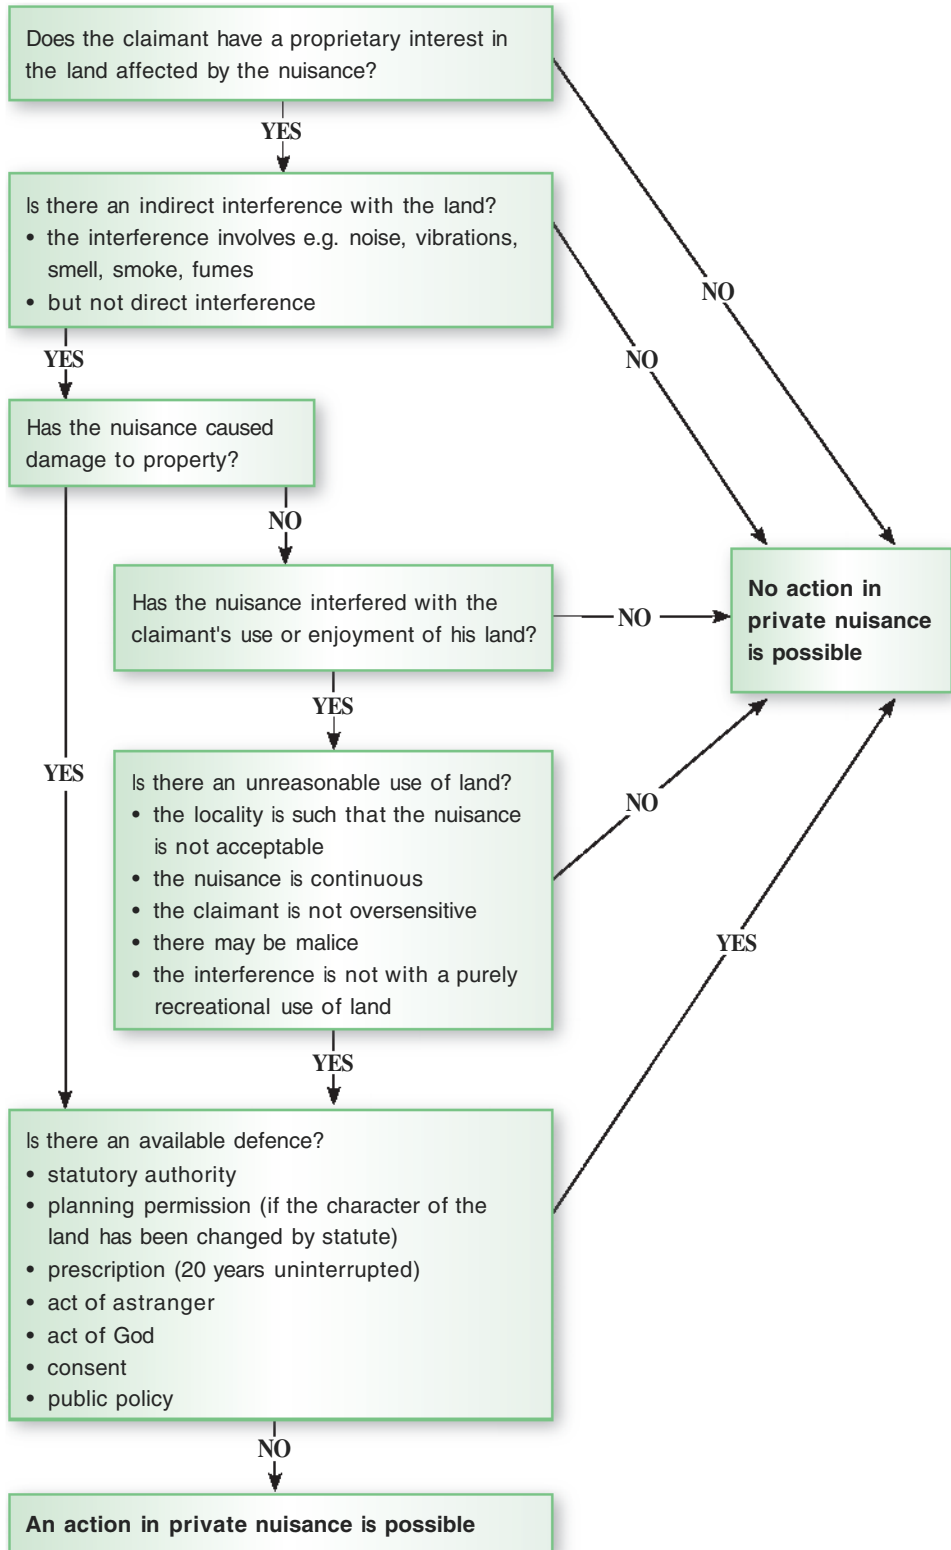 Does the claimant have a proprietary interest in
the land affected by the nuisance?
YES
Is there an indirect interference with the land?
• the interference involves e.g. noise, vibrations,
smell, smoke, fumes
• but not direct interference
NO
YES
NO
Has the nuisance caused
damage to property?
NO
Has the nuisance interfered with the
claimant's use or enjoyment of his land?
NO
No action in
private nuisance
is possible
YES
YES
Is there an unreasonable use of land?
• the locality is such that the nuisance
is not acceptable
• the nuisance is continuous
• the claimant is not oversensitive
• there may be malice
• the interference is not with a purely
recreational use of land
NO
YES
YES
Is there an available defence?
• statutory authority
• planning permission (if the character of the
land has been changed by statute)
• prescription (20 years uninterrupted)
• act of astranger
• act of God
• consent
• public policy
NO
An action in private nuisance is possible